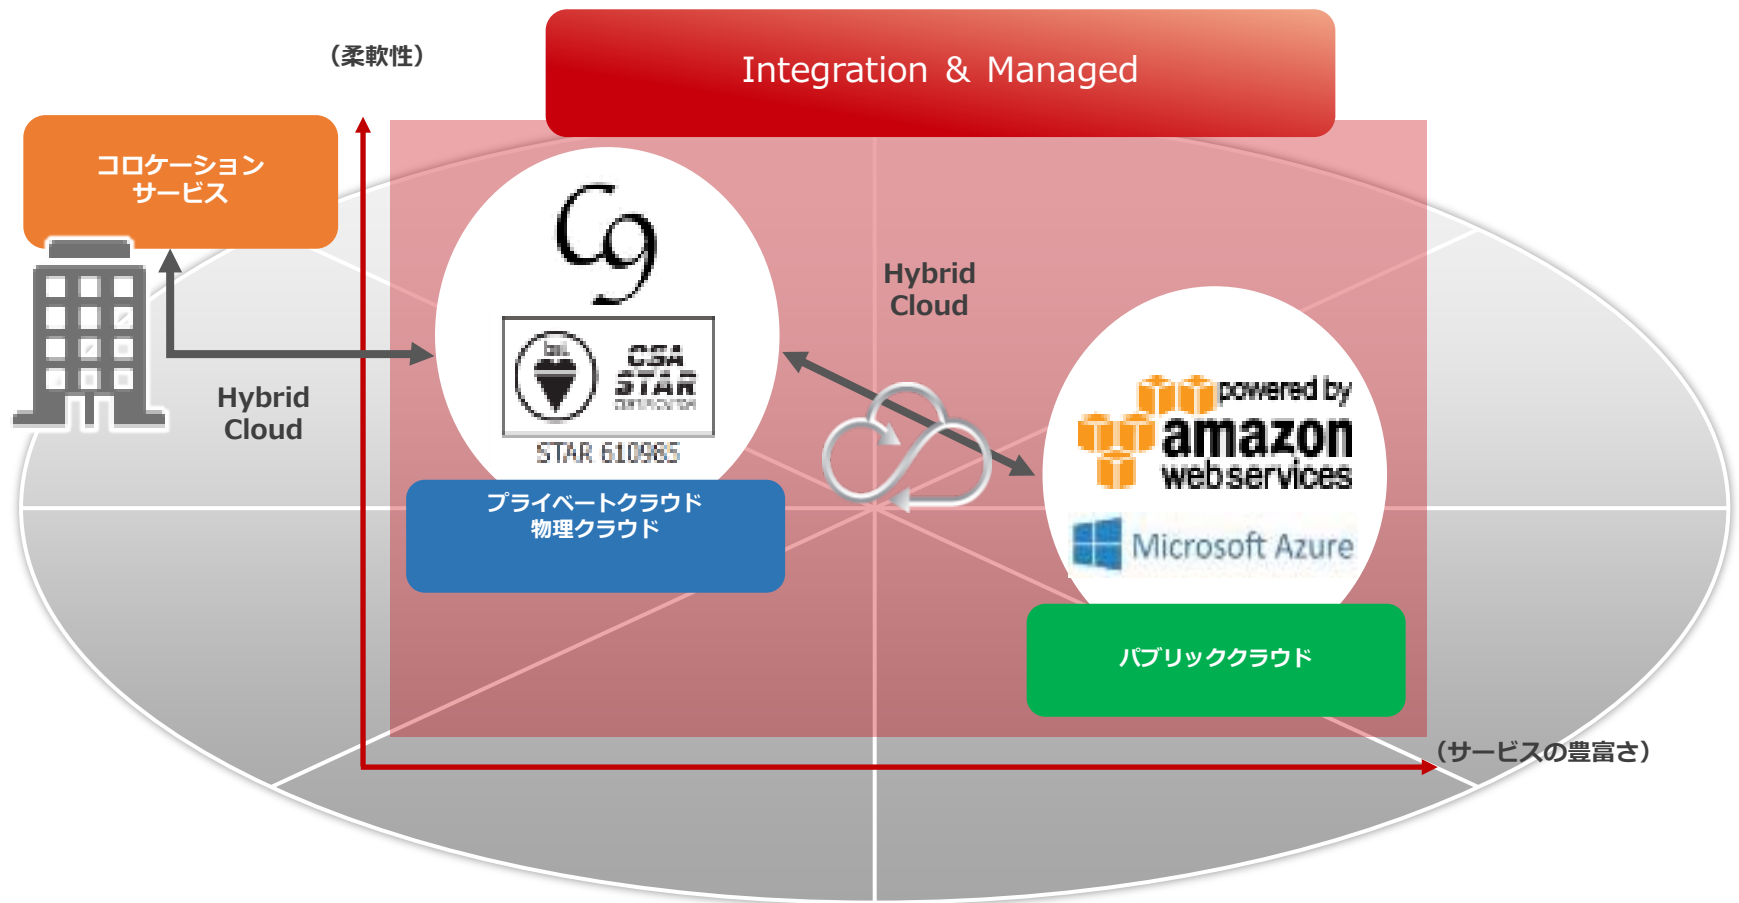 （柔軟性）
Integration & Managed
コロケーション
サービス
C9
Hybrid
Cloud
bsi.
CSA
STAR
CERTIFICATION
STAR 610985
Hybrid
Cloud
powered by
amazon
webservices
Microsoft Azure
プライベートクラウド
物理クラウド
パブリッククラウド
（サービスの豊富さ）